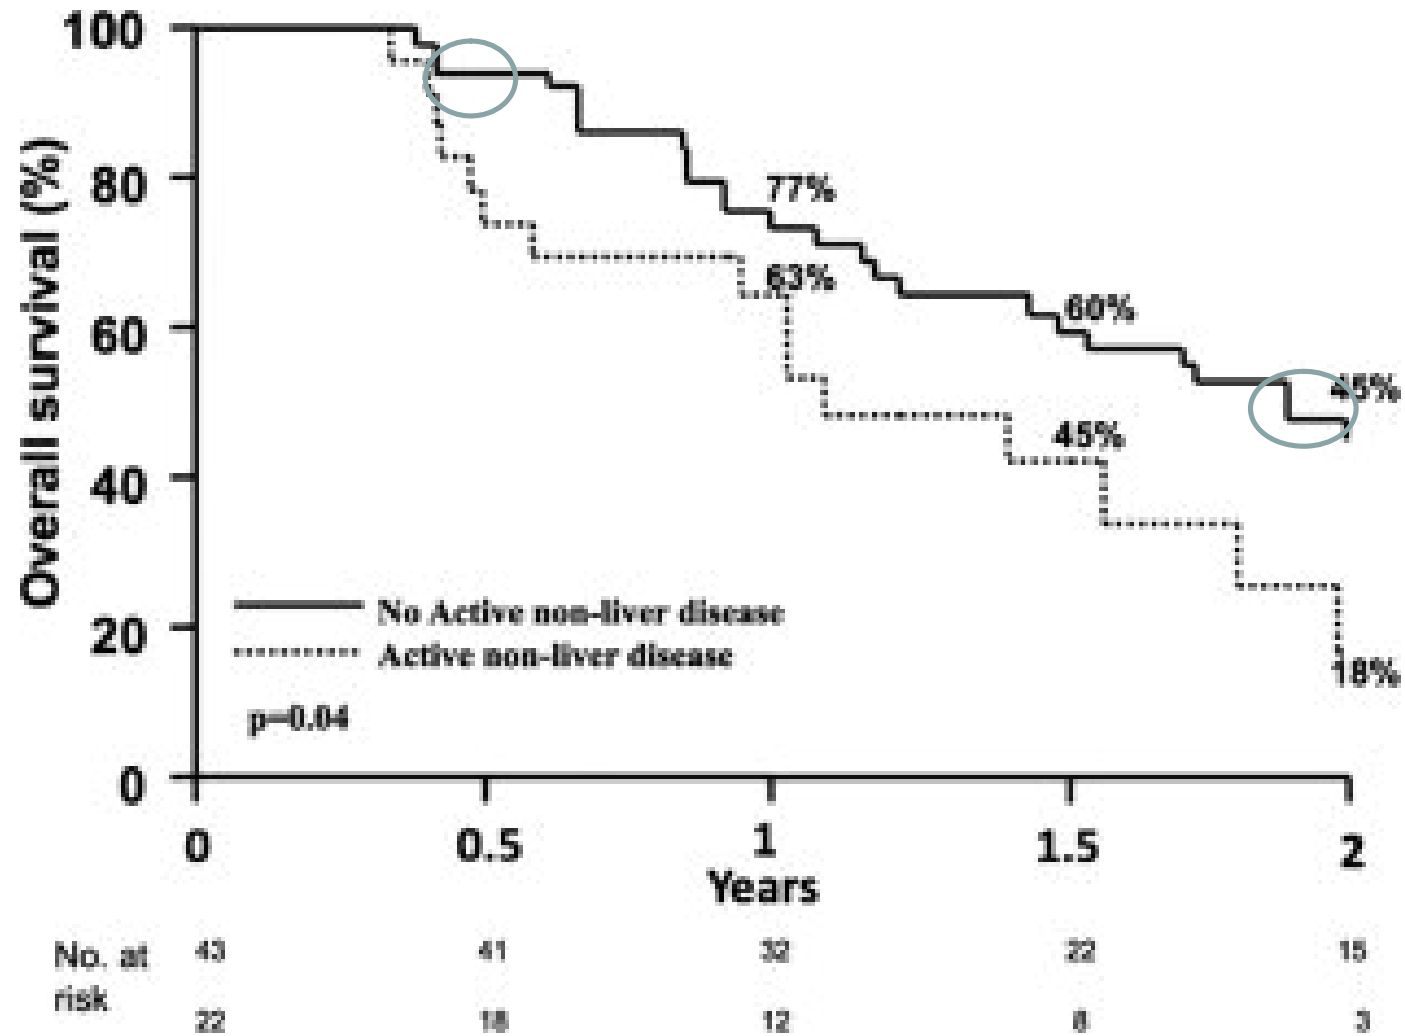 Overall survival (%)
100
80
60
40
20
0
77%
63%
60%
45%
45%
18%
No Active non-liver disease
Active non-liver disease
p=0.04
0 0.5 1 1.5 2
Years
No. at risk
43 41 32 22 15
22 18 12 8 3